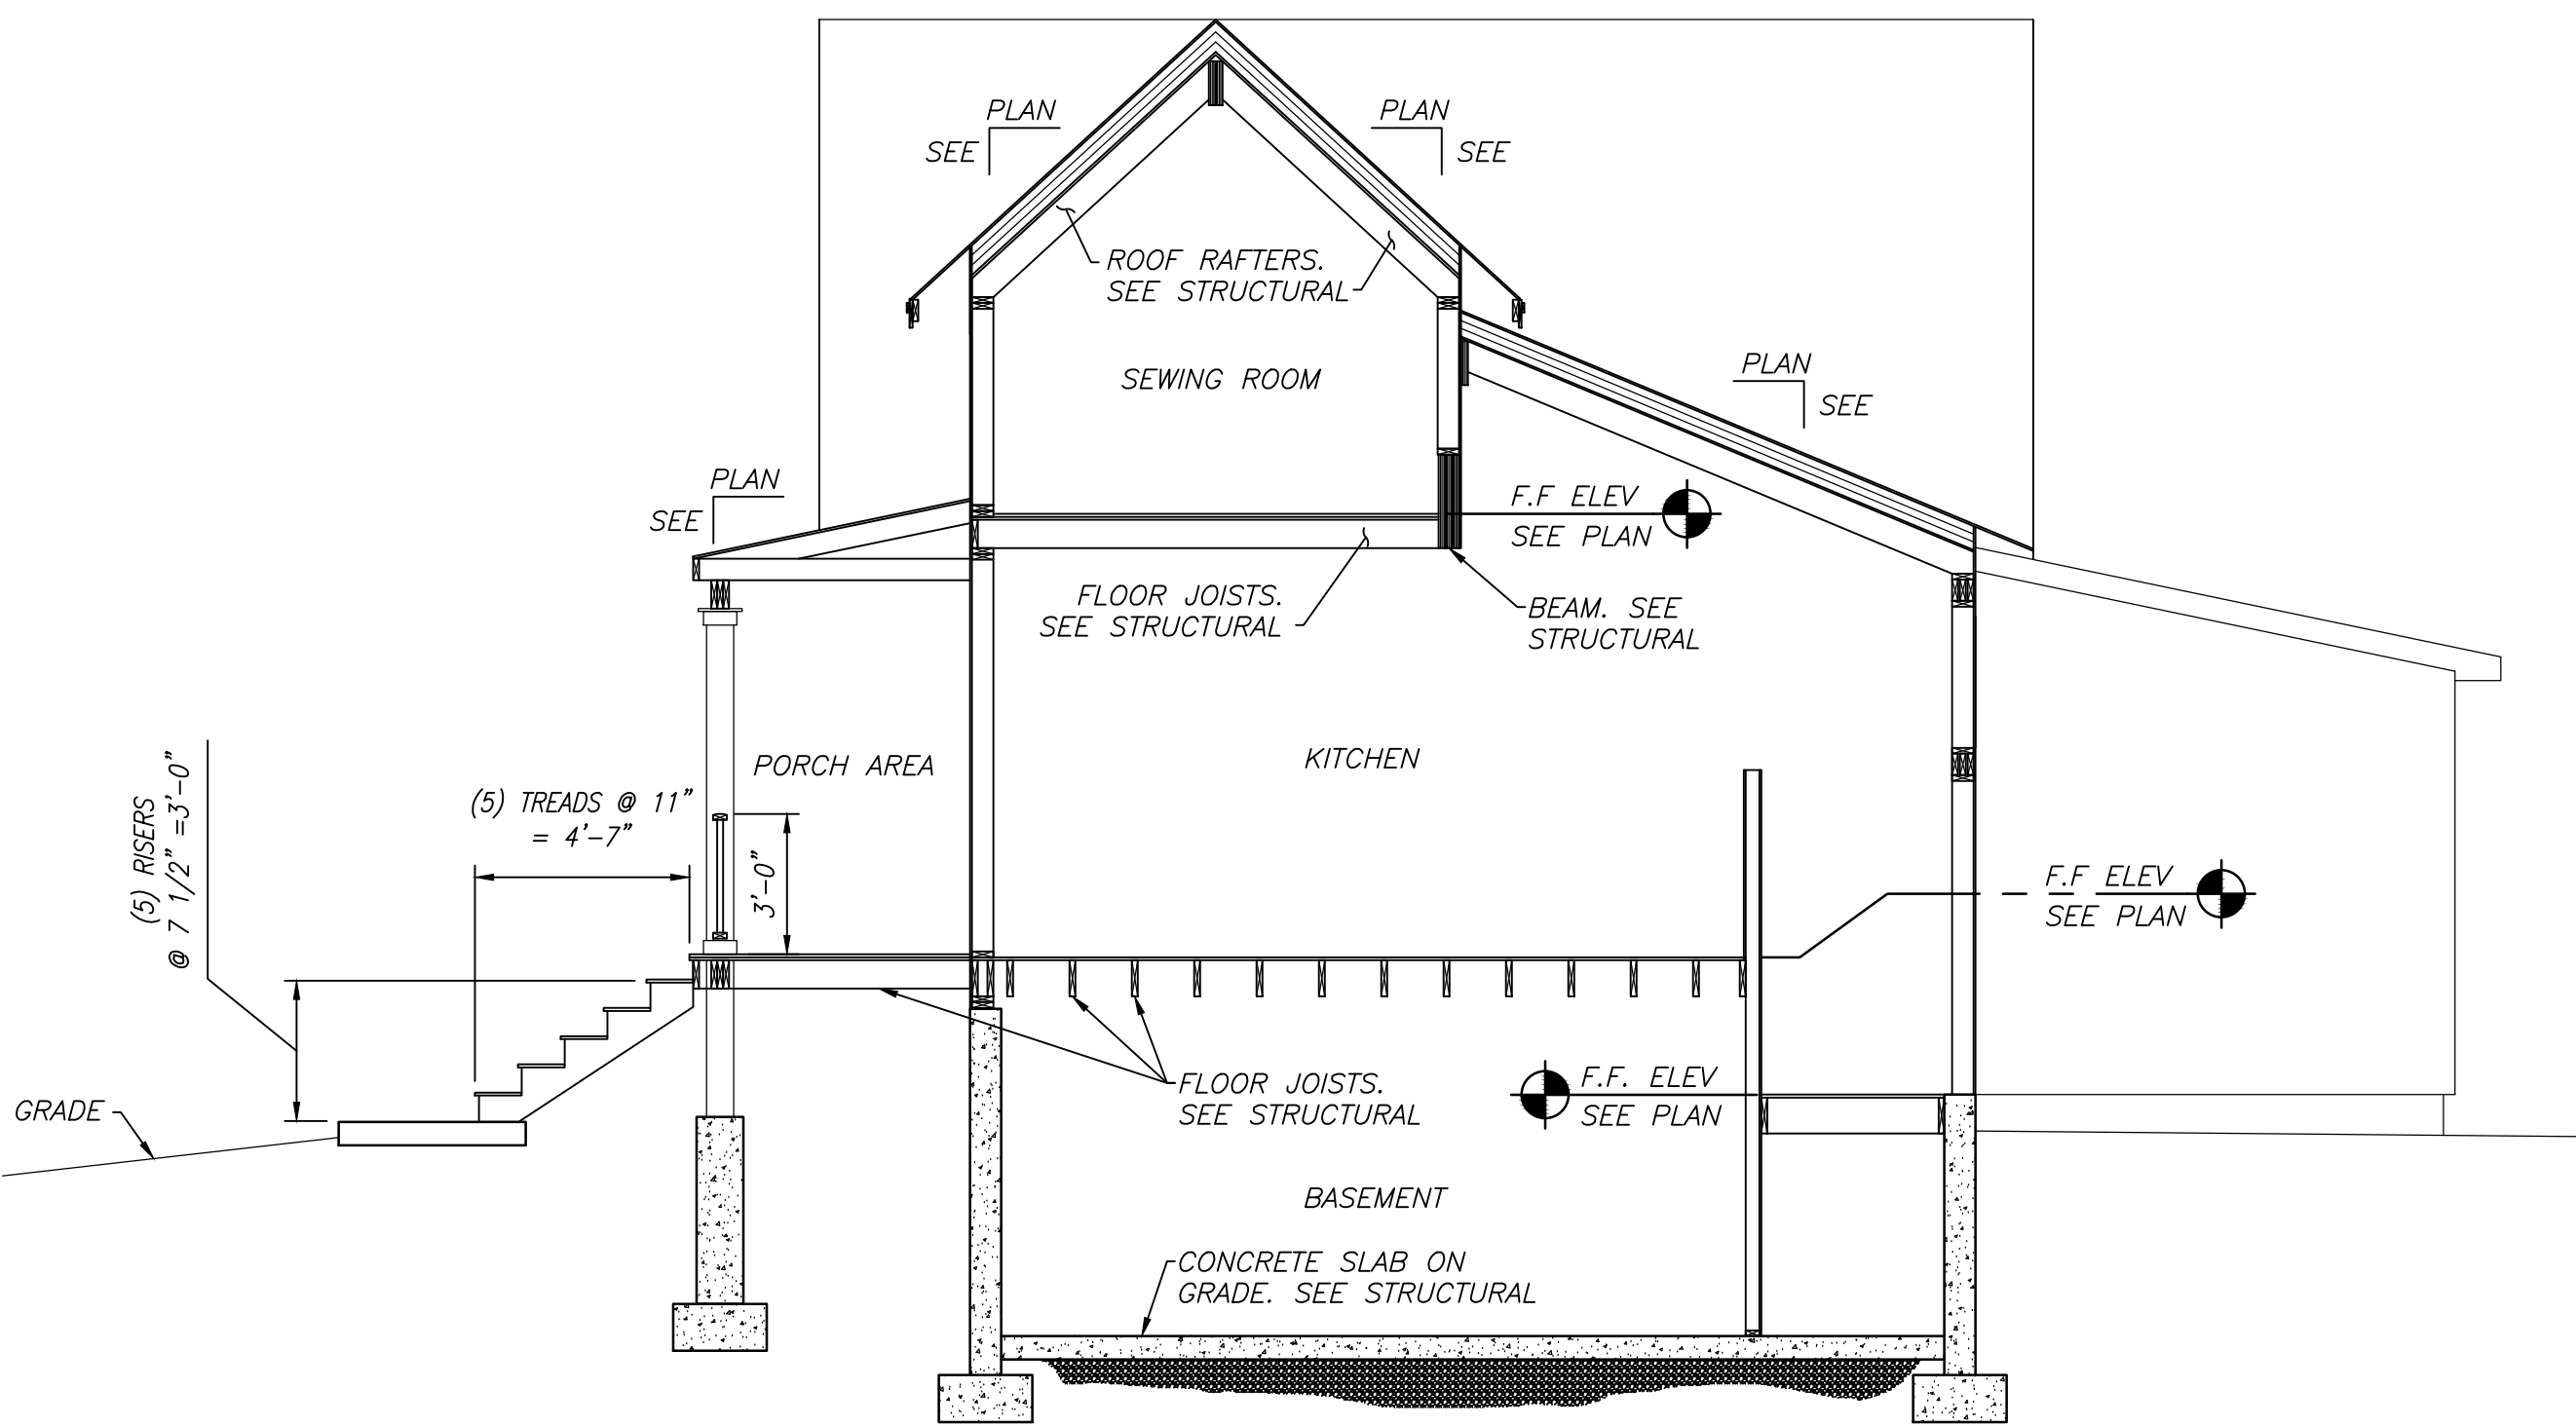 PLAN
SEE
PLAN
SEE
ROOF RAFTERS.
SEE STRUCTURAL
SEWING ROOM
PLAN
SEE
PLAN
SEE
F.F ELEV
SEE PLAN
FLOOR JOISTS.
SEE STRUCTURAL
BEAM. SEE
STRUCTURAL
(5) RISERS
@ 7 1/2" =3'-0"
(5) TREADS @ 11"
= 4'-7"
PORCH AREA
3'-0"
KITCHEN
F.F ELEV
SEE PLAN
GRADE
FLOOR JOISTS.
SEE STRUCTURAL
F.F. ELEV
SEE PLAN
BASEMENT
CONCRETE SLAB ON
GRADE. SEE STRUCTURAL